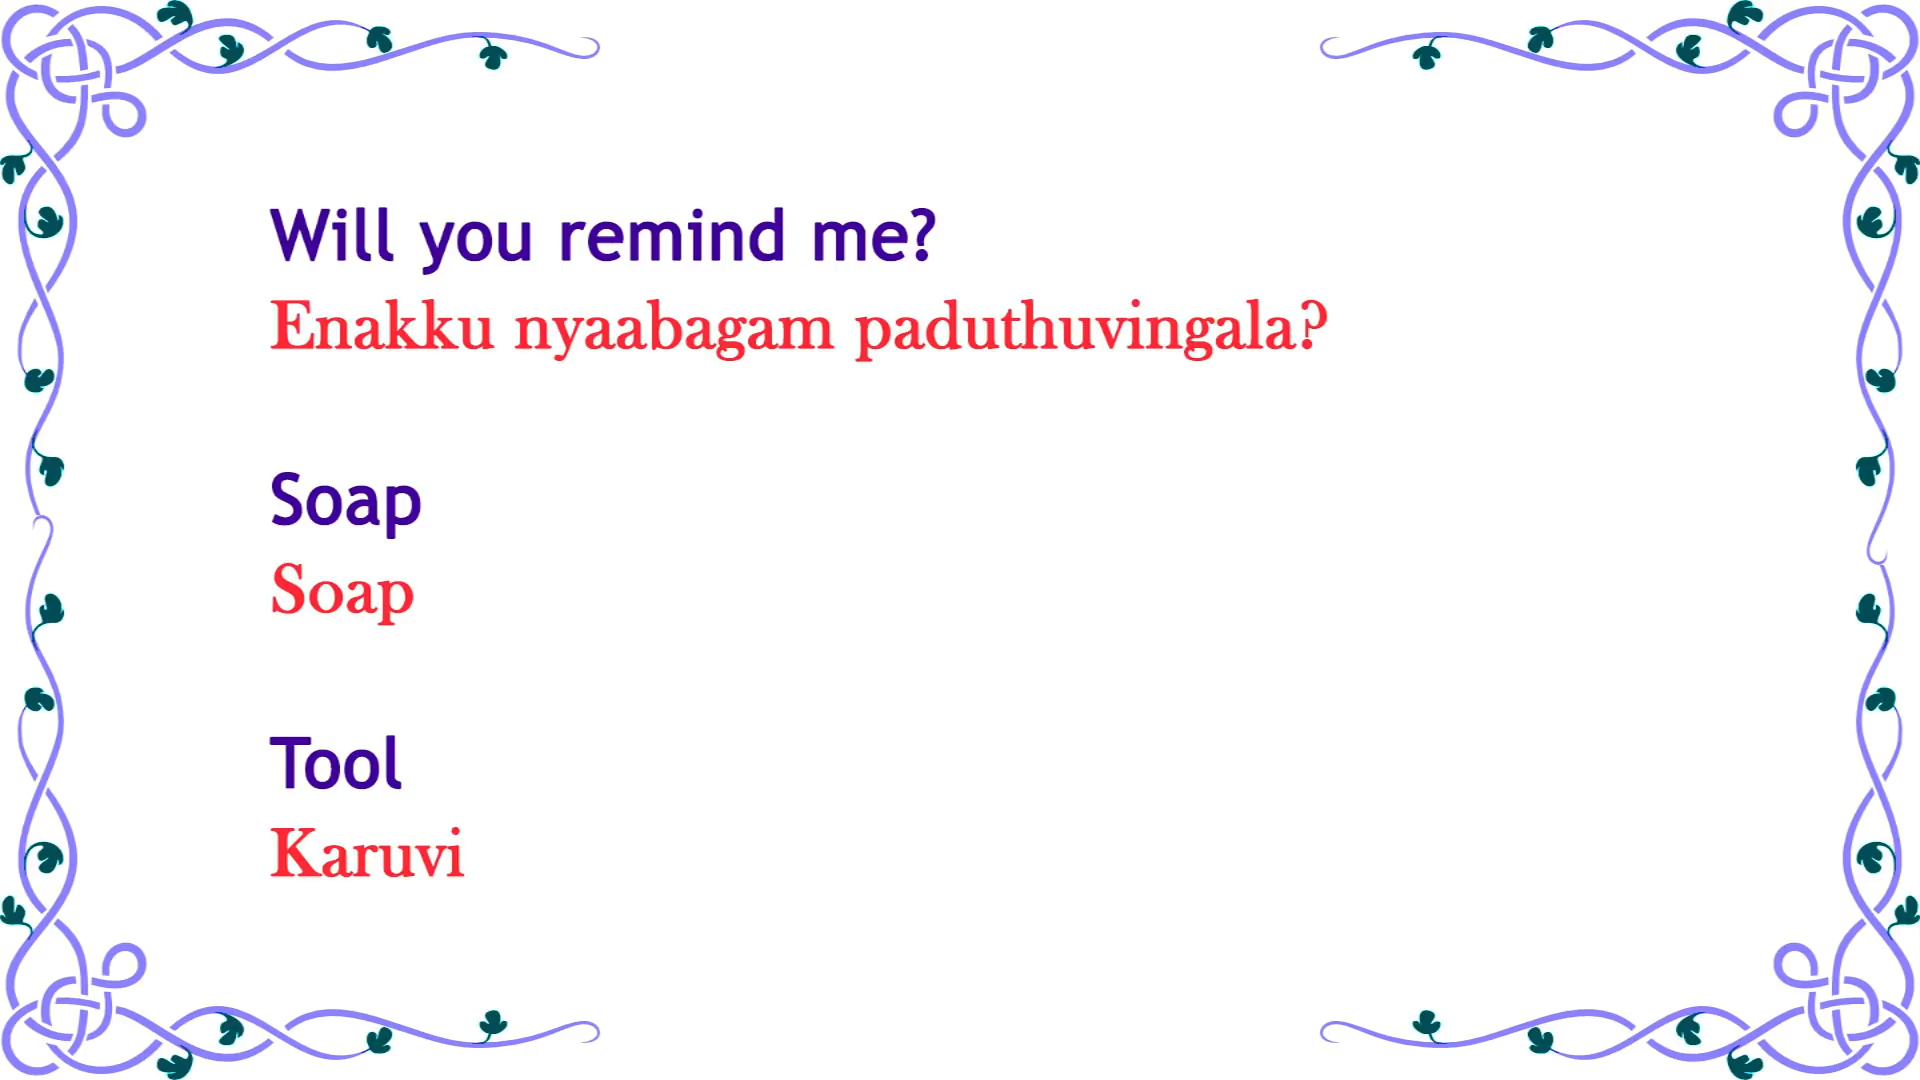 Will you remind me?
Enakku nyaabagam paduthuvingala?
Soap
Soap
Tool
Karuvi